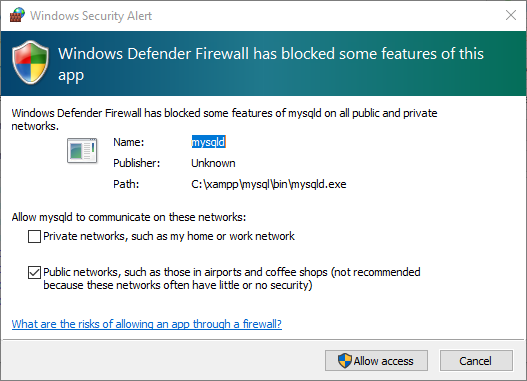 Windows Security Alert
Windows Defender Firewall has blocked some features of this
app
Windows Defender Firewall has blocked some features of mysqld on all public and private
networks.
Name: mysqld
Publisher: Unknown
Path: C:\xampp\mysql\bin\mysqld.exe
Allow mysqld to communicate on these networks:
Private networks, such as my home or work network
Public networks, such as those in airports and coffee shops (not recommended
because these networks often have little or no security)
What are the risks of allowing an app through a firewall?
Allow access Cancel